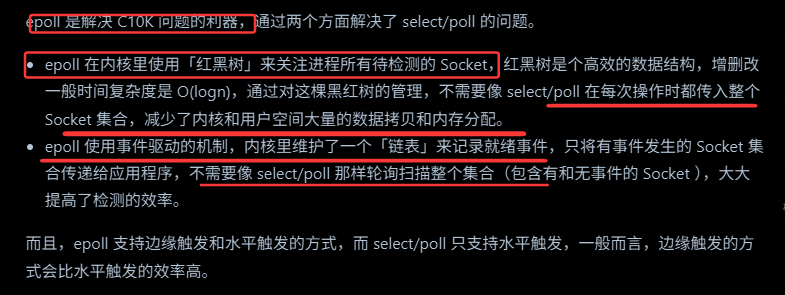 epoll 是解决 C10K 问题的利器，通过两个方面解决了 select/poll 的问题。
• epoll 在内核里使用「红黑树」来关注进程所有待检测的 Socket，红黑树是个高效的数据结构，增删改
一般时间复杂度是 O(logn)，通过对这棵黑红树的管理，不需要像 select/poll 在每次操作时都传入整个
Socket 集合，减少了内核和用户空间大量的数据拷贝和内存分配。
• epoll 使用事件驱动的机制，内核里维护了一个「链表」来记录就绪事件，只将有事件发生的 Socket 集
合传递给应用程序，不需要像 select/poll 那样轮询扫描整个集合（包含有和无事件的 Socket ），大大
提高了检测的效率。
而且，epoll 支持边缘触发和水平触发的方式，而 select/poll 只支持水平触发，一般而言，边缘触发的方
式会比水平触发的效率高。